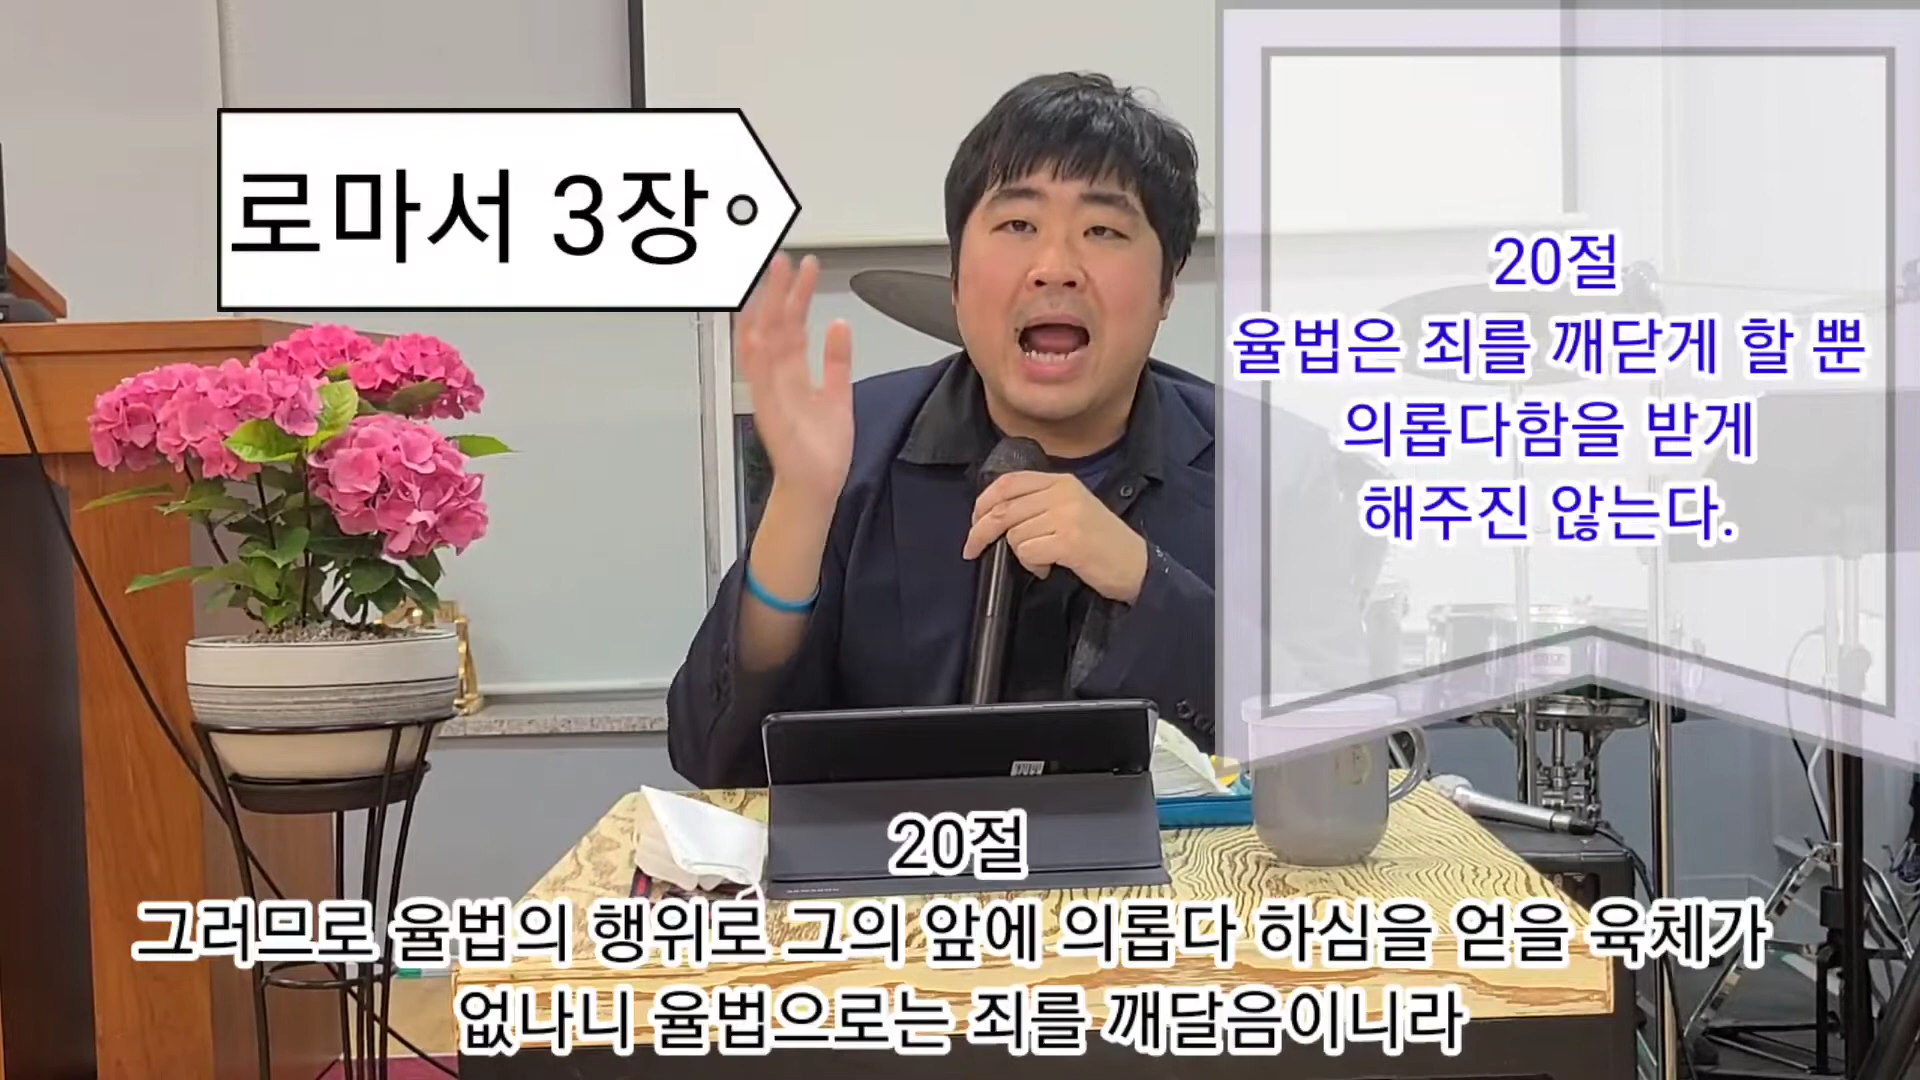 로마서 3장
20절
율법은 죄를 깨닫게 할 뿐
의롭다함을 받게
해주진 않는다.
20절
그러므로 율법의 행위로 그의 앞에 의롭다 하심을 얻을 육체가
없나니 율법으로는 죄를 깨달음이니라
SAMSUNG